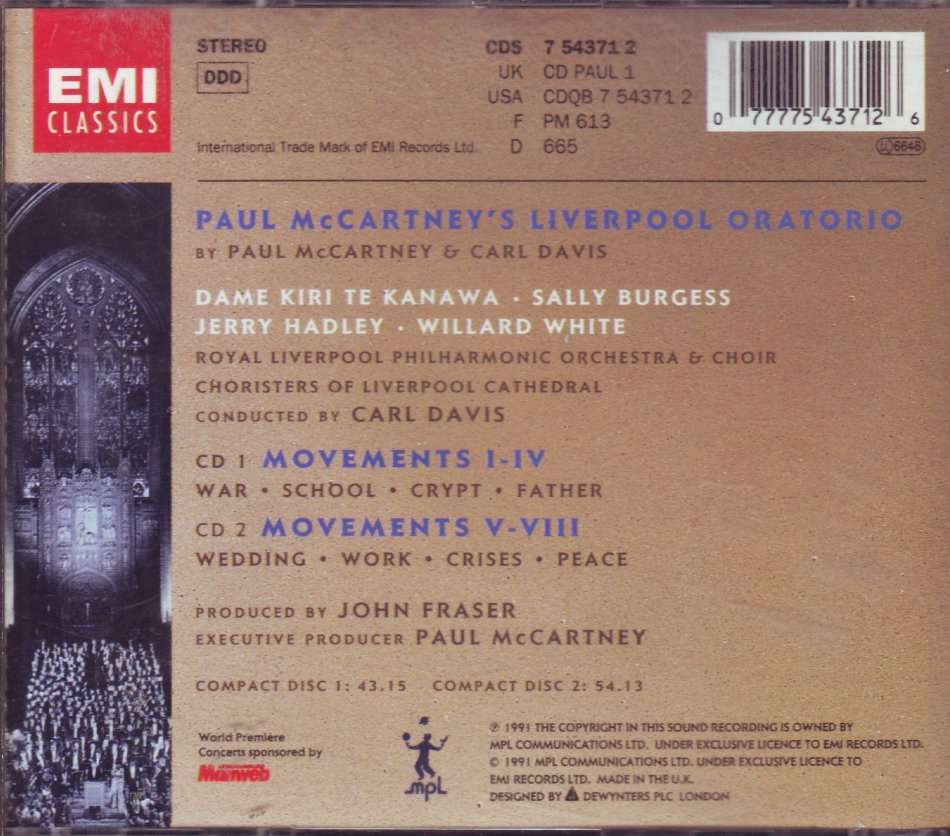 EMI
CLASSICS
STEREO
DDD
International Trade Mark of EMI Records Ltd.
CDS 7 54371 2
UK CD PAUL 1
USA CDQB 7 54371 2
F PM 613
D 665
0 77775 43712 6
6646
PAUL McCARTNEY'S LIVERPOOL ORATORIO
BY PAUL McCARTNEY & CARL DAVIS
DAME KIRI TE KANAWA · SALLY BURGESS
JERRY HADLEY · WILLARD WHITE
ROYAL LIVERPOOL PHILHARMONIC ORCHESTRA & CHOIR
CHORISTERS OF LIVERPOOL CATHEDRAL
CONDUCTED BY CARL DAVIS
CD 1 MOVEMENTS I-IV
WAR • SCHOOL • CRYPT • FATHER
CD 2 MOVEMENTS V-VIII
WEDDING • WORK • CRISES • PEACE
PRODUCED BY JOHN FRASER
EXECUTIVE PRODUCER PAUL McCARTNEY
COMPACT DISC 1: 43.15 COMPACT DISC 2: 54.13
World Premiere
Concerts sponsored by
Manweb
mpl
℗ 1991 THE COPYRIGHT IN THIS SOUND RECORDING IS OWNED BY
MPL COMMUNICATIONS LTD. UNDER EXCLUSIVE LICENCE TO EMI RECORDS LTD.
© 1991 MPL COMMUNICATIONS LTD. UNDER EXCLUSIVE LICENCE TO
EMI RECORDS LTD. MADE IN THE U.K.
DESIGNED BY DEWYNTERS PLC LONDON